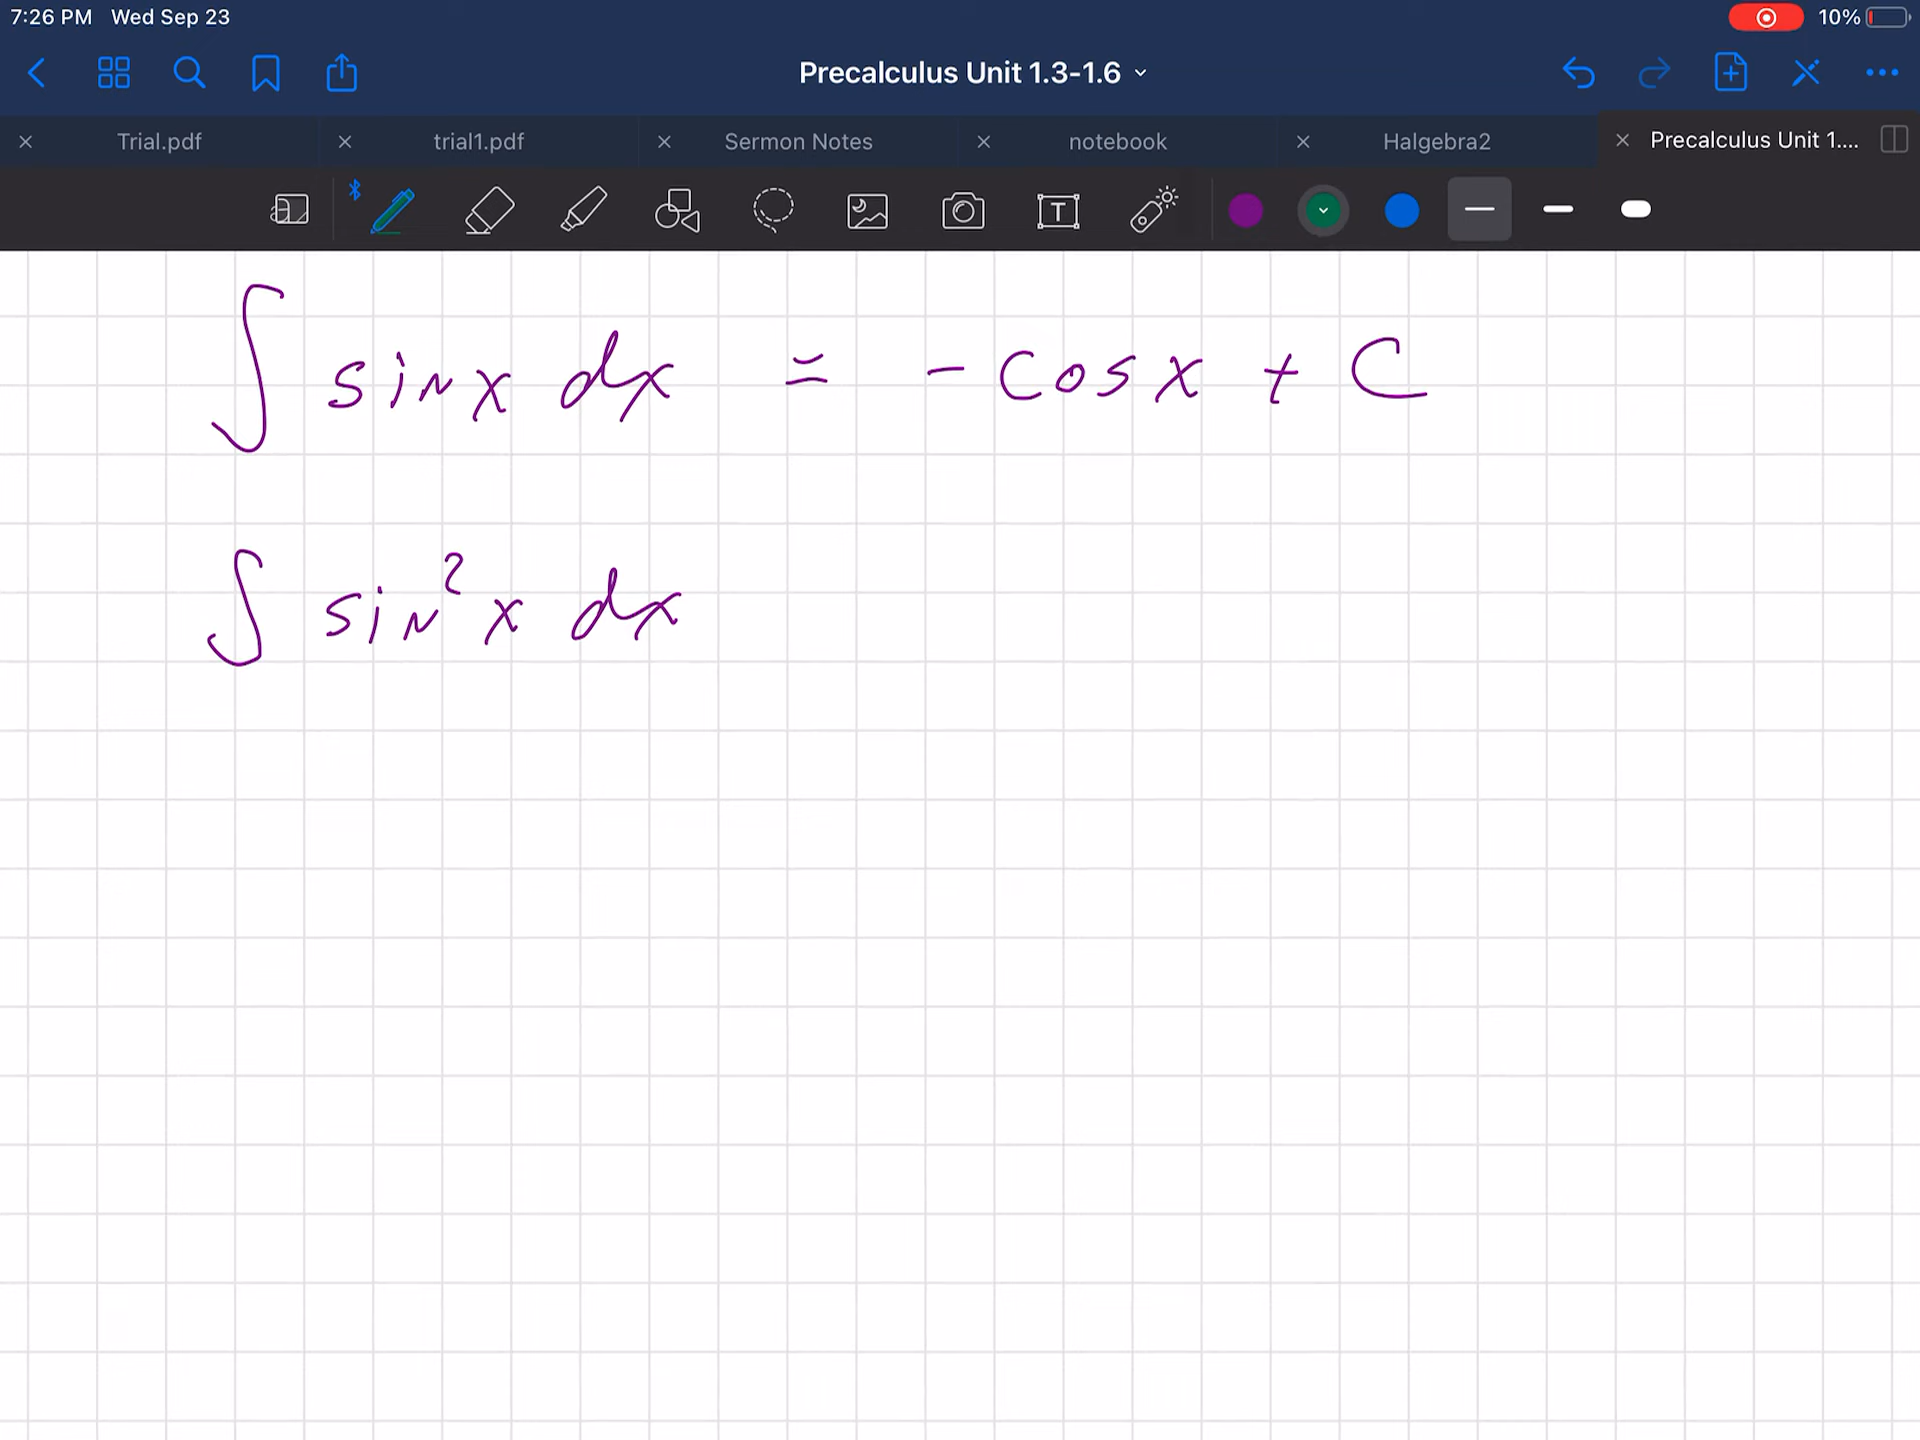 7:26 PM Wed Sep 23 10%
Precalculus Unit 1.3-1.6
Trial.pdf trial1.pdf Sermon Notes notebook Halgebra2 Precalculus Unit 1....
∫ sin x dx = - cos x + C
∫ sin² x dx